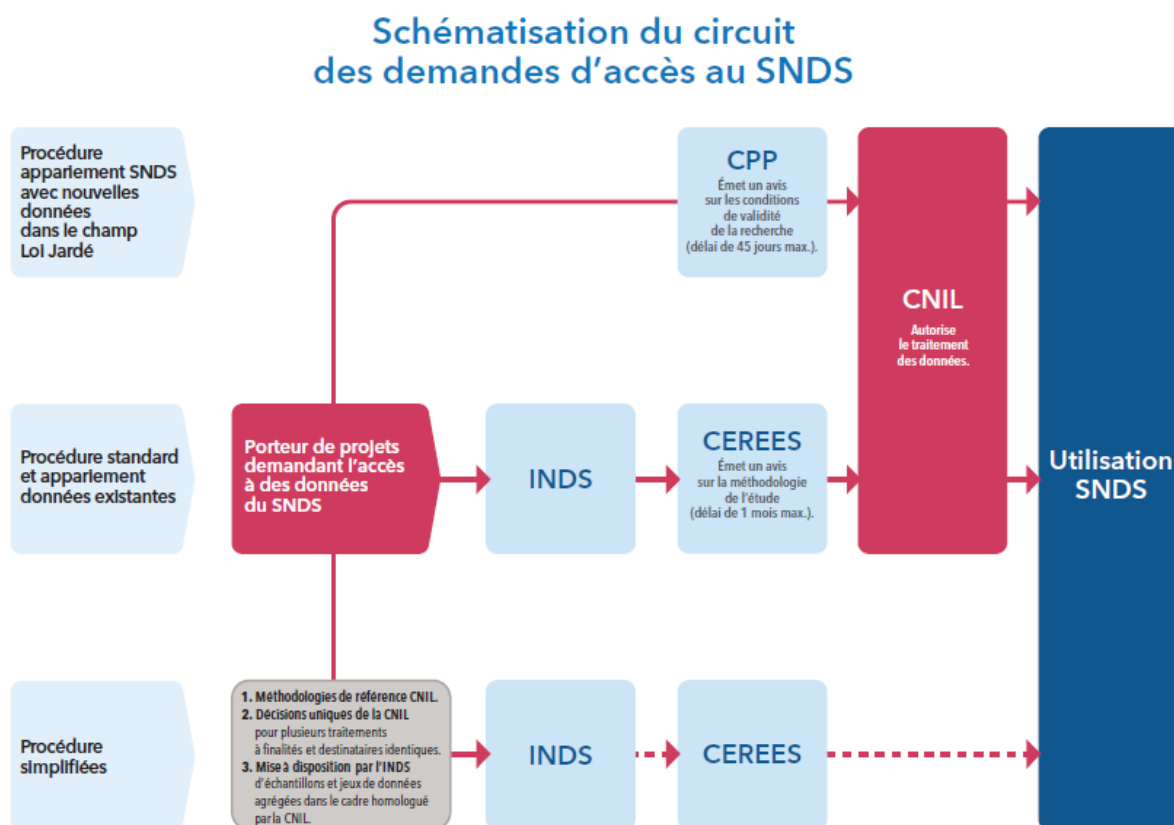 Schématisation du circuit
des demandes d'accès au SNDS
Procédure
appariement SNDS
avec nouvelles
données
dans le champ
Loi Jardé
CPP
Émet un avis
sur les conditions
de validité
de la recherche
(délai de 45 jours max.).
CNIL
Autorise
le traitement
des données.
Procédure standard
et appariement
données existantes
Porteur de projets
demandant l'accès
à des données
du SNDS
INDS
CEREES
Émet un avis
sur la méthodologie
de l'étude
(délai de 1 mois max.).
Utilisation
SNDS
Procédure
simplifiées
1. Méthodologies de référence CNIL.
2. Décisions uniques de la CNIL
pour plusieurs traitements
à finalités et destinataires identiques.
3. Mise à disposition par l'INDS
d'échantillons et jeux de données
agrégées dans le cadre homologué
par la CNIL.
INDS
CEREES